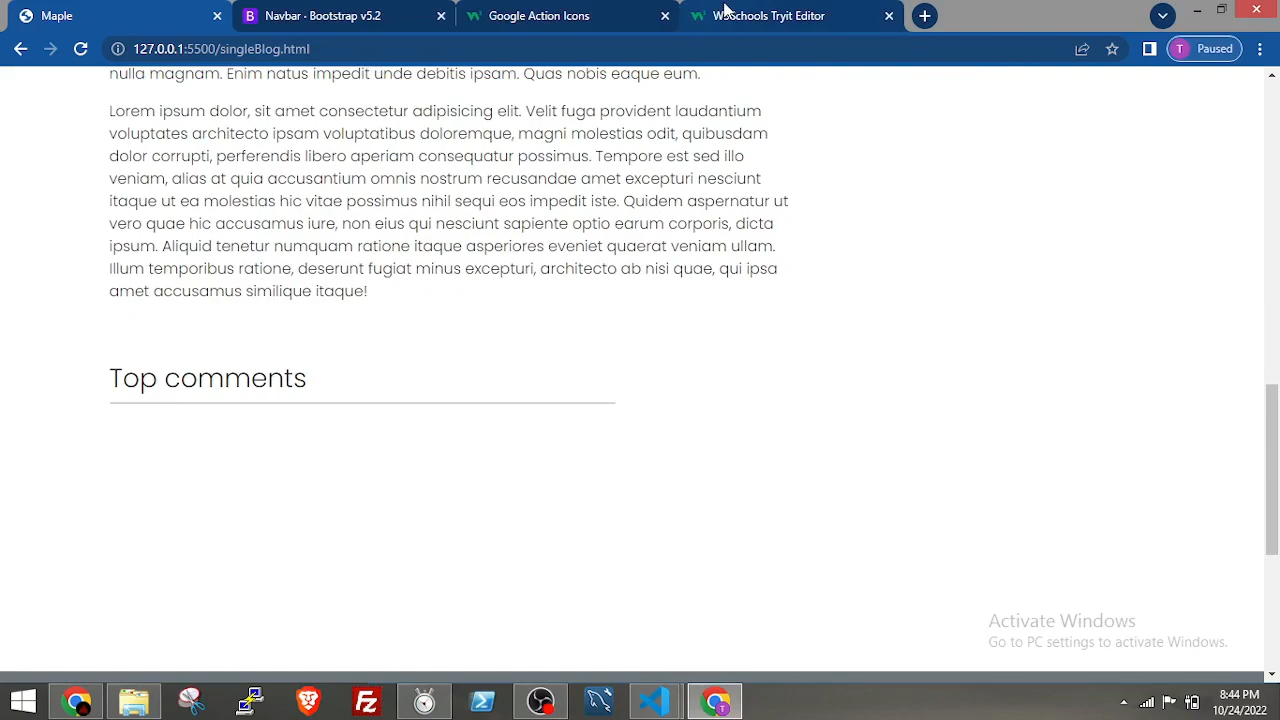 Maple
Navbar - Bootstrap v5.2
Google Action Icons
W3Schools Tryit Editor
127.0.0.1:5500/singleBlog.html
T Paused
nulla magnam. Enim natus impedit unde debitis ipsam. Quas nobis eaque eum.
Lorem ipsum dolor, sit amet consectetur adipisicing elit. Velit fuga provident laudantium
voluptates architecto ipsam voluptatibus doloremque, magni molestias odit, quibusdam
dolor corrupti, perferendis libero aperiam consequatur possimus. Tempore est sed illo
veniam, alias at quia accusantium omnis nostrum recusandae amet excepturi nesciunt
itaque ut ea molestias hic vitae possimus nihil sequi eos impedit iste. Quidem aspernatur ut
vero quae hic accusamus iure, non eius qui nesciunt sapiente optio earum corporis, dicta
ipsum. Aliquid tenetur numquam ratione itaque asperiores eveniet quaerat veniam ullam.
Illum temporibus ratione, deserunt fugiat minus excepturi, architecto ab nisi quae, qui ipsa
amet accusamus similique itaque!
Top comments
Activate Windows
Go to PC settings to activate Windows.
8:44 PM
10/24/2022